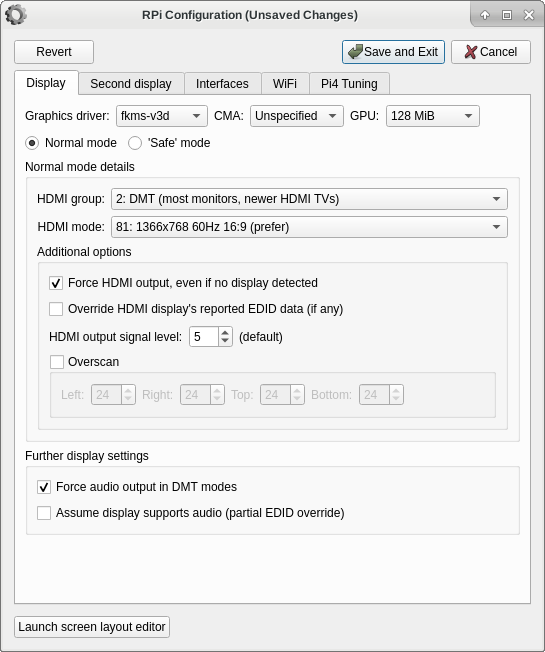 RPi Configuration (Unsaved Changes)
Revert Save and Exit Cancel
Display Second display Interfaces WiFi Pi4 Tuning
Graphics driver: fkms-v3d CMA: Unspecified GPU: 128 MiB
Normal mode 'Safe' mode
Normal mode details
HDMI group: 2: DMT (most monitors, newer HDMI TVs)
HDMI mode: 81: 1366x768 60Hz 16:9 (prefer)
Additional options
Force HDMI output, even if no display detected
Override HDMI display's reported EDID data (if any)
HDMI output signal level: 5 (default)
Overscan
Left: 24 Right: 24 Top: 24 Bottom: 24
Further display settings
Force audio output in DMT modes
Assume display supports audio (partial EDID override)
Launch screen layout editor